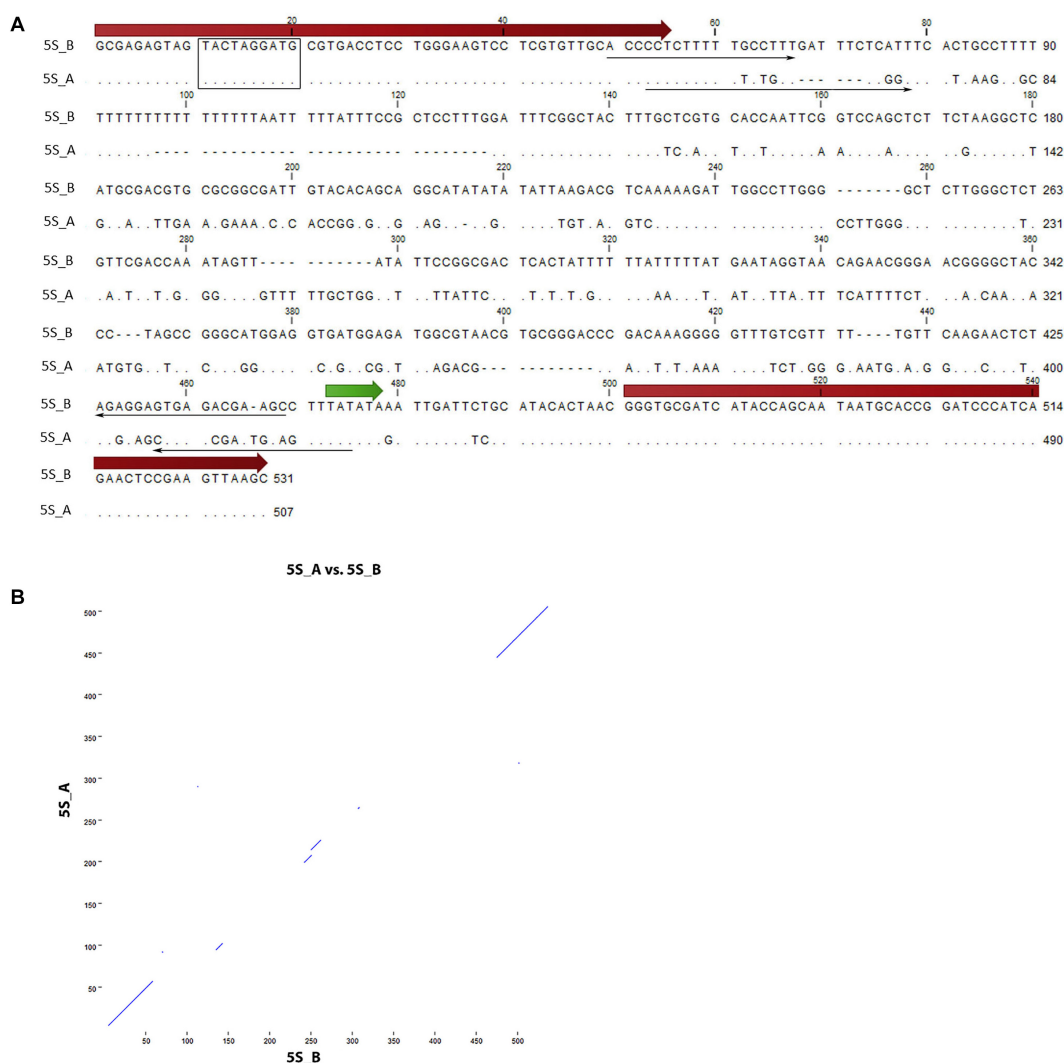 A
20 40 60 80
5S_B GCGAGAGTAG TACTAGGATG CGTGACCTCC TGGGAAGTCC TCGTGTTGCA CCCCTCTTTT TGCCTTTGAT TTCTCATTTC ACTGCCTTTT 90
5S_A .......... .......... .......... .......... .......... .......... ..T.TG.--- ---..GG... .T.AAG..GC 84
100 120 140 160 180
5S_B TTTTTTTTTT TTTTTTAATT TTATTTCCGC CTCCTTTGGA TTTCGGCTAC TTTGCTCGTG CACCAATTCG GTCCAGCTCT TCTAAGGCTC 180
5S_A ......---- ---------- ---------- --------.. .......... ....TC.A.. T..T.....A A....A.... ...G.....T 142
200 220 240 260
5S_B ATGCGACGTG CGCGGCGATT GTACACAGCA GGCATATATA TATTAAGACG TCAAAAAGAT TGGCCTTGGG -------GCT CTTGGGCTCT 263
5S_A G..A..TTGA A.GAAA.C.C ACCGG.G..G .AG..-..G. ....TGT.A. GTC....... .......... CCTTGGG... ........G. 231
280 300 320 340 360
5S_B GTTCGACCAA ATAGTT---- -------ATA TTCCGGCGAC TCACTATTTT TTATTTTTAT GAATAGGTAA CAGAACGGGA ACGGGGCTAC 342
5S_A .A.T..T.G. GG....GTTT TTGCTGG..T ..TTATTC.. .T.T.T.G.. ...AA...T. AT..TTA.TT TCATTTTCT. ..A.CAA..A 321
380 400 420 440
5S_B CC---TAGCC GGGCATGGAG GTGATGGAGA TGGCGTAACG TGCGGGACCC GACAAAGGGG GTTTGTCGTT TT----TGTT CAAGAACTCT 425
5S_A ATGTG..T.. C...GG.... ..C.G..CG. T..AGACG-- --------.. .A..T.T.AA A.....TCT. GG.G.AATG. A.GG...C...T. 400
460 480 500 520 540
5S_B AGAGGAGTGA GACGA-AGCC TTTATATAAA TTGATTCTGC ATACACTAAC GGGTGCGATC ATACCAGCAA TAATGCACCG GATCCCATCA 514
5S_A ..G.AGC... .CGA.TG.AG .........G .......TC. .......... .......... .......... .......... .......... 490
5S_B GAACTCCGAA GTTAAGC 531
5S_A .......... ....... 507
5S_A vs. 5S_B
B
500
450
400
350
300
250
200
150
100
50
5S_A
50 100 150 200 250 300 350 400 450 500
5S_B